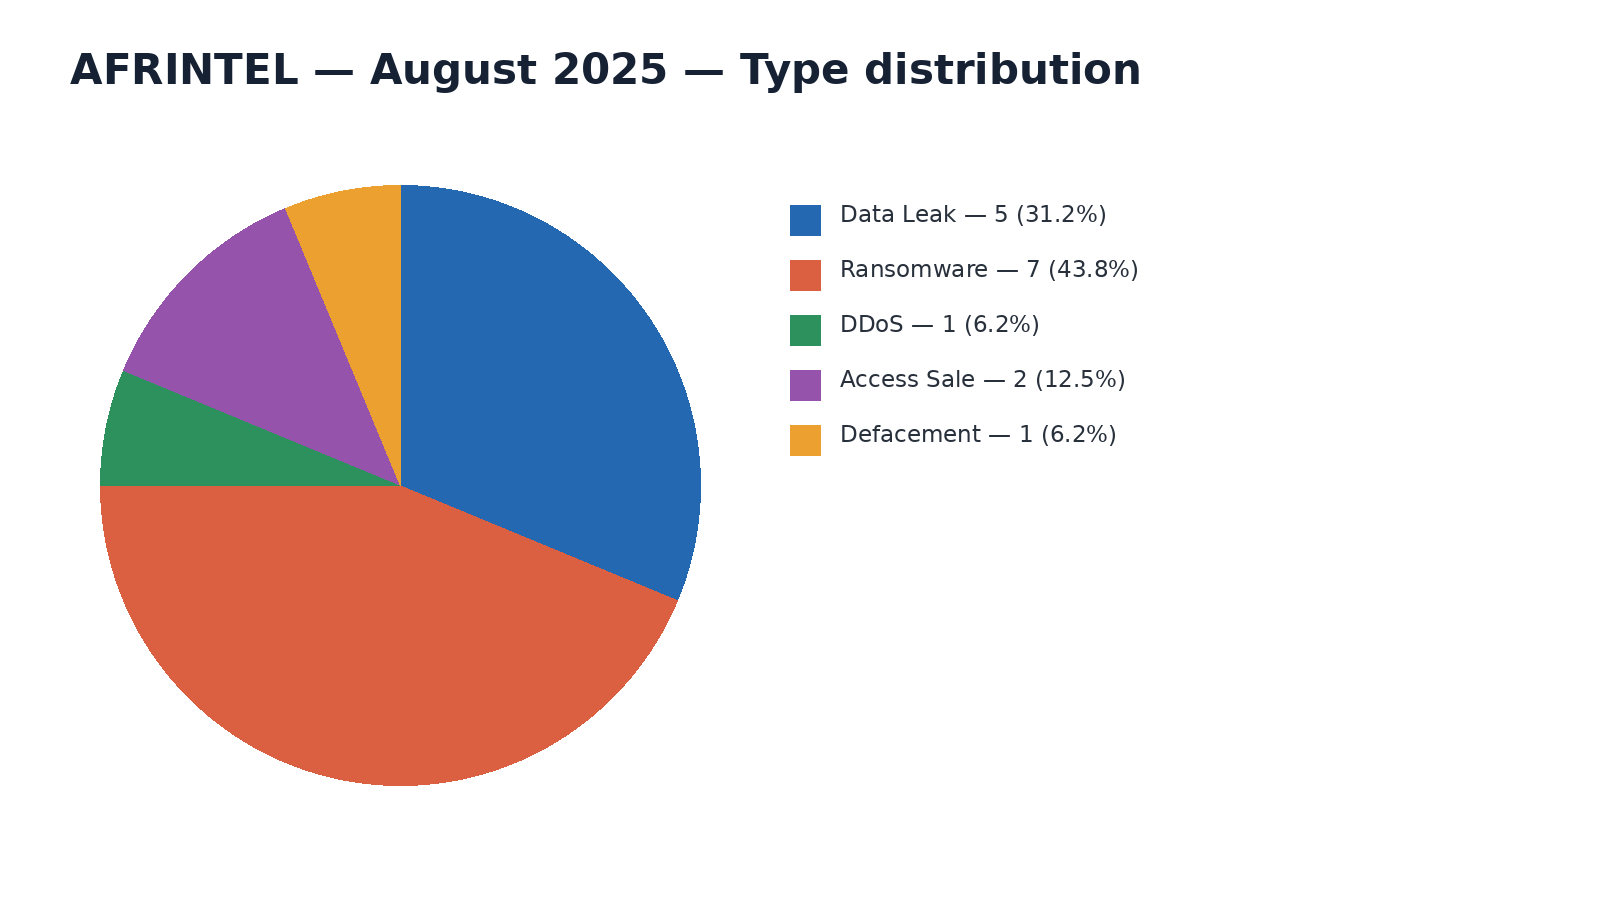 AFRINTEL — August 2025 — Type distribution
Data Leak — 5 (31.2%)
Ransomware — 7 (43.8%)
DDoS — 1 (6.2%)
Access Sale — 2 (12.5%)
Defacement — 1 (6.2%)